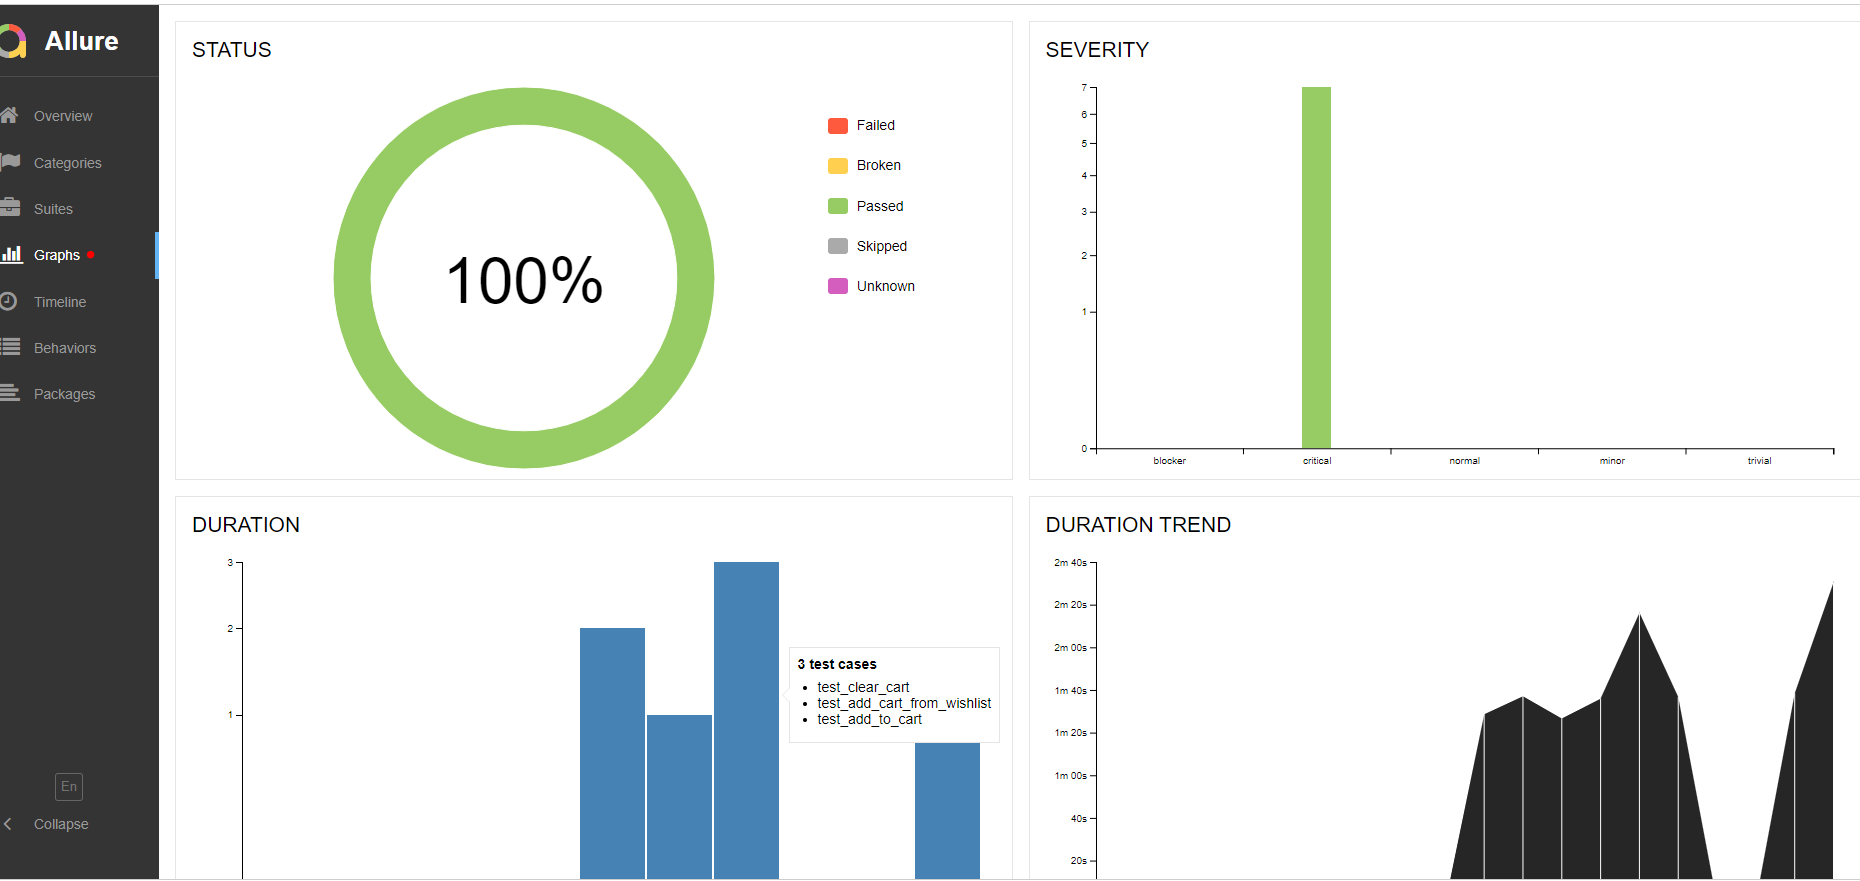 Allure
Overview
Categories
Suites
Graphs
Timeline
Behaviors
Packages
En
Collapse
STATUS
100%
Failed
Broken
Passed
Skipped
Unknown
SEVERITY
7
6
5
4
3
2
1
0
blocker critical normal minor trivial
DURATION
3
2
1
3 test cases
test_clear_cart
test_add_cart_from_wishlist
test_add_to_cart
DURATION TREND
2m 40s
2m 20s
2m 00s
1m 40s
1m 20s
1m 00s
40s
20s